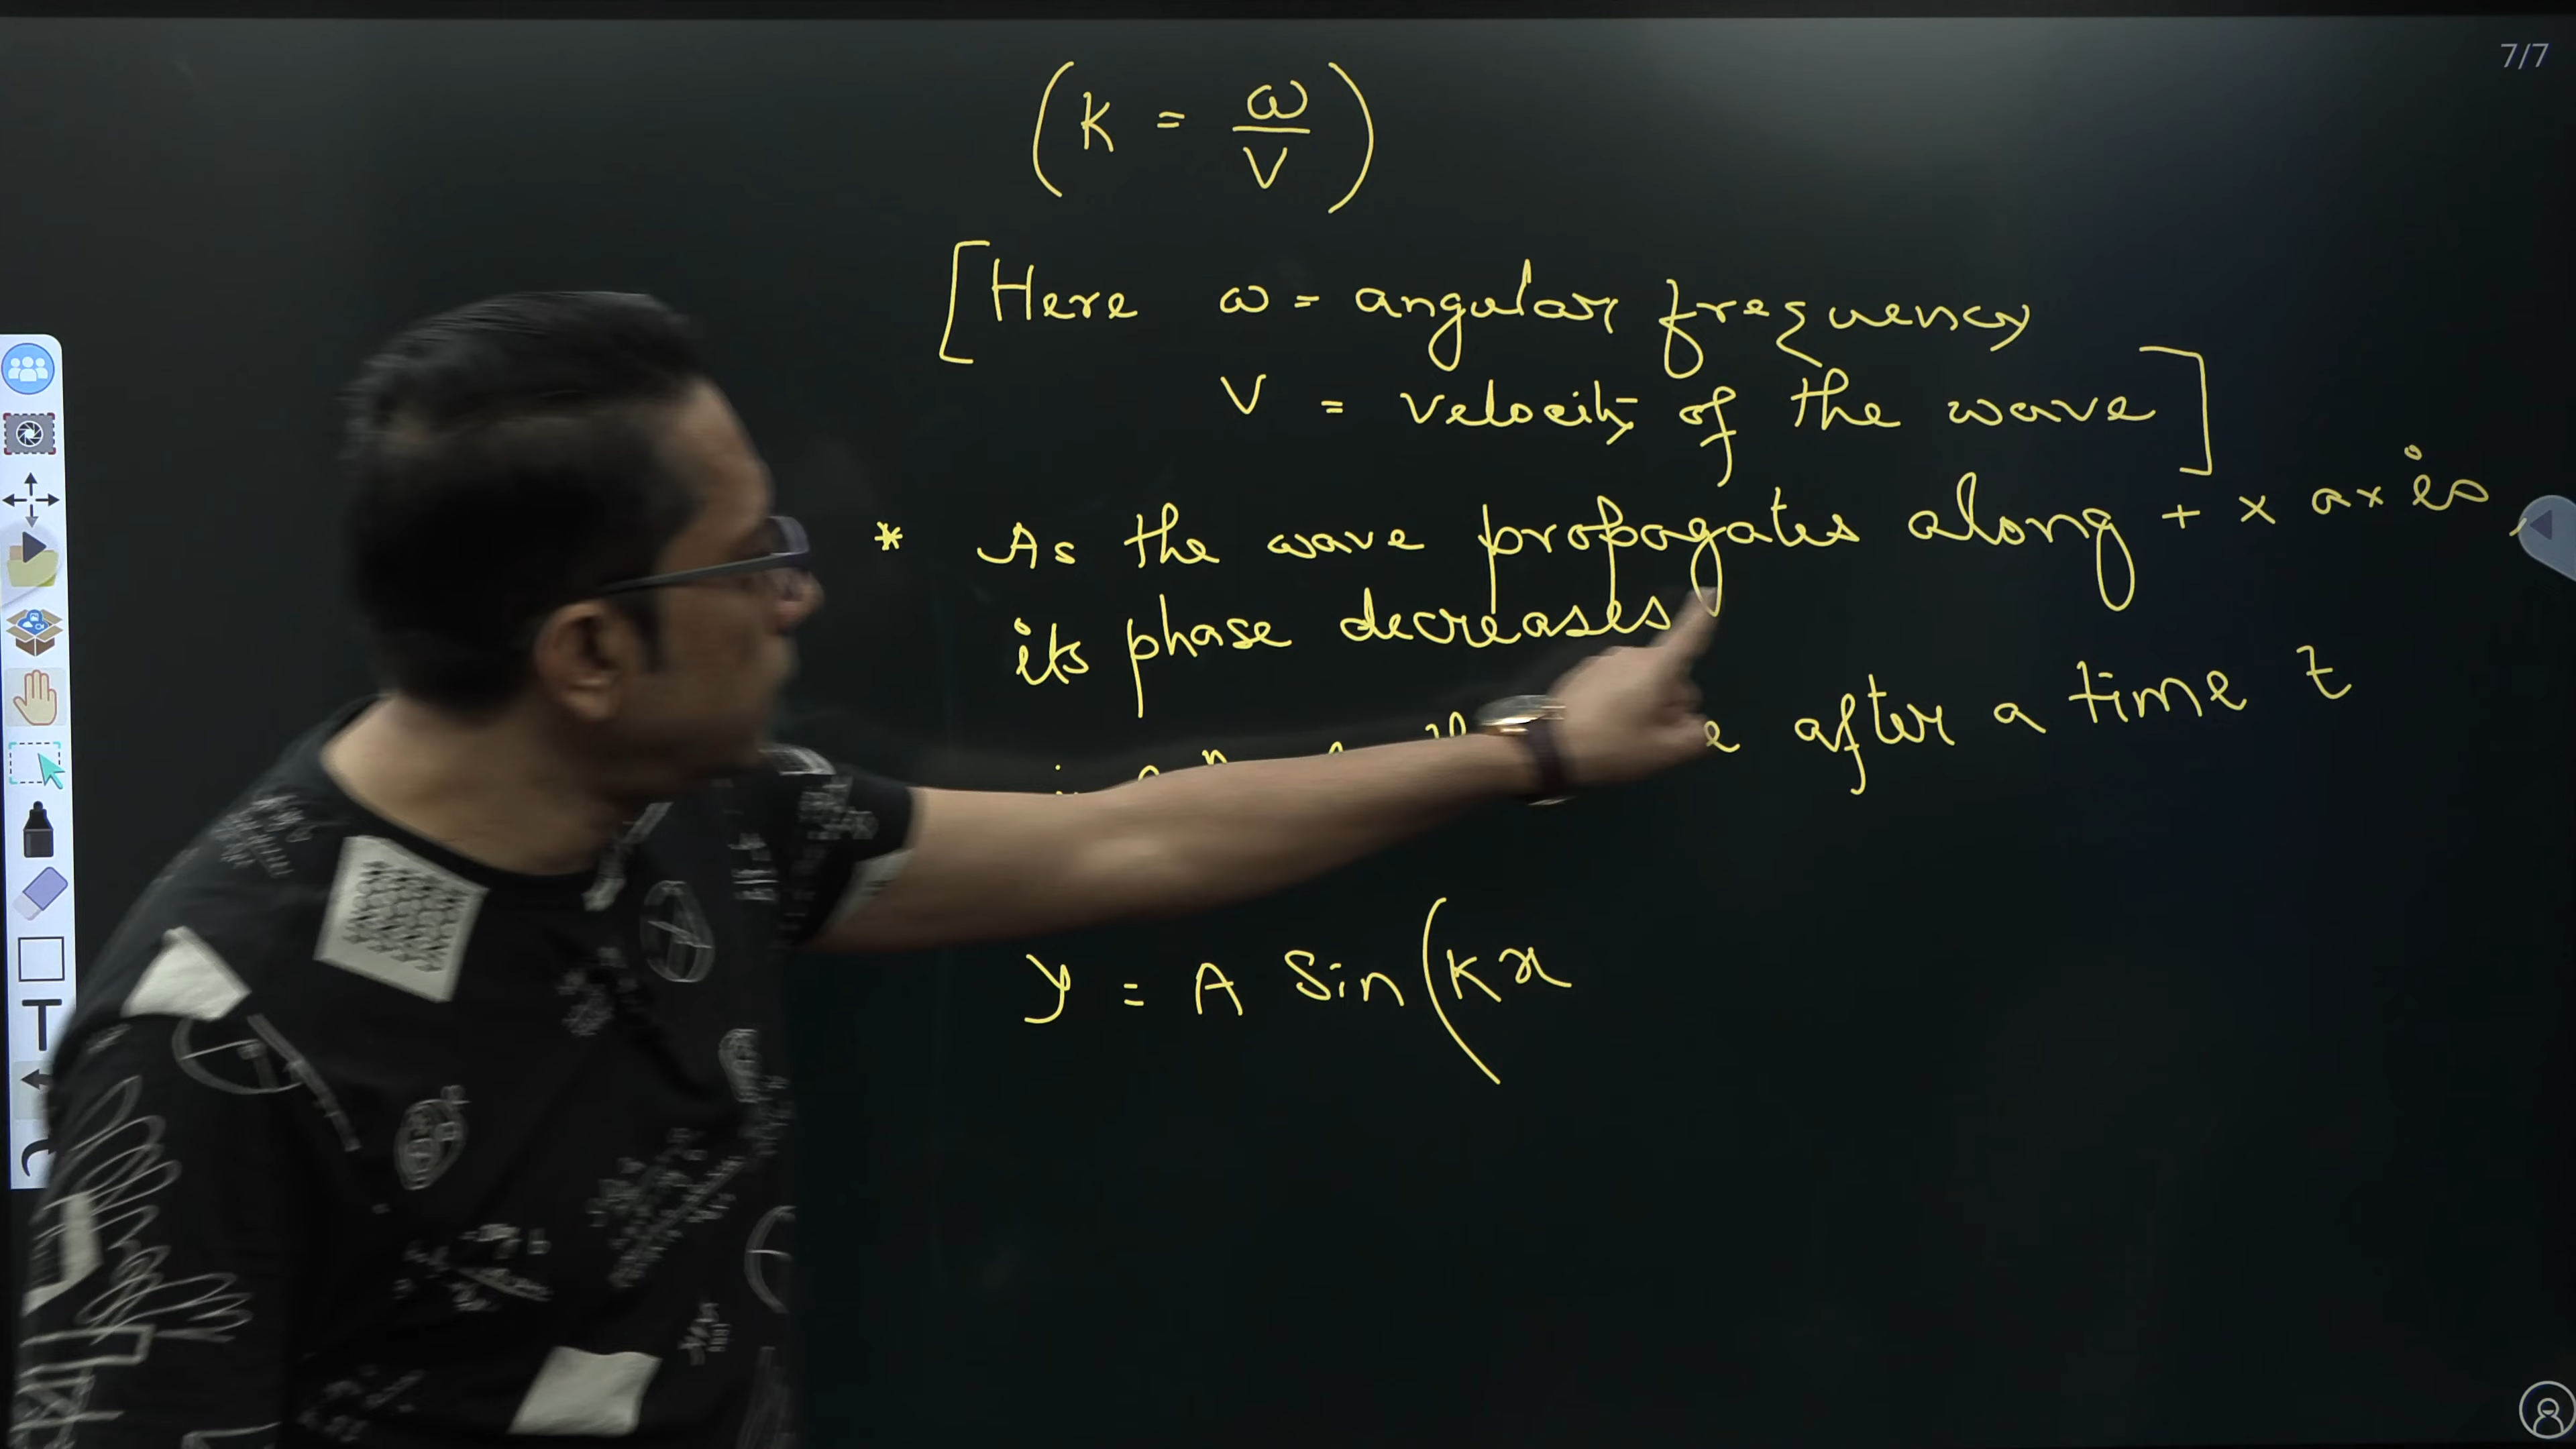 7/7
(K = ω/V)
[Here ω = angular frequency
V = velocity of the wave]
* As the wave propagates along + x axis,
its phase decreases
after a time t
y = A Sin(Kx
T